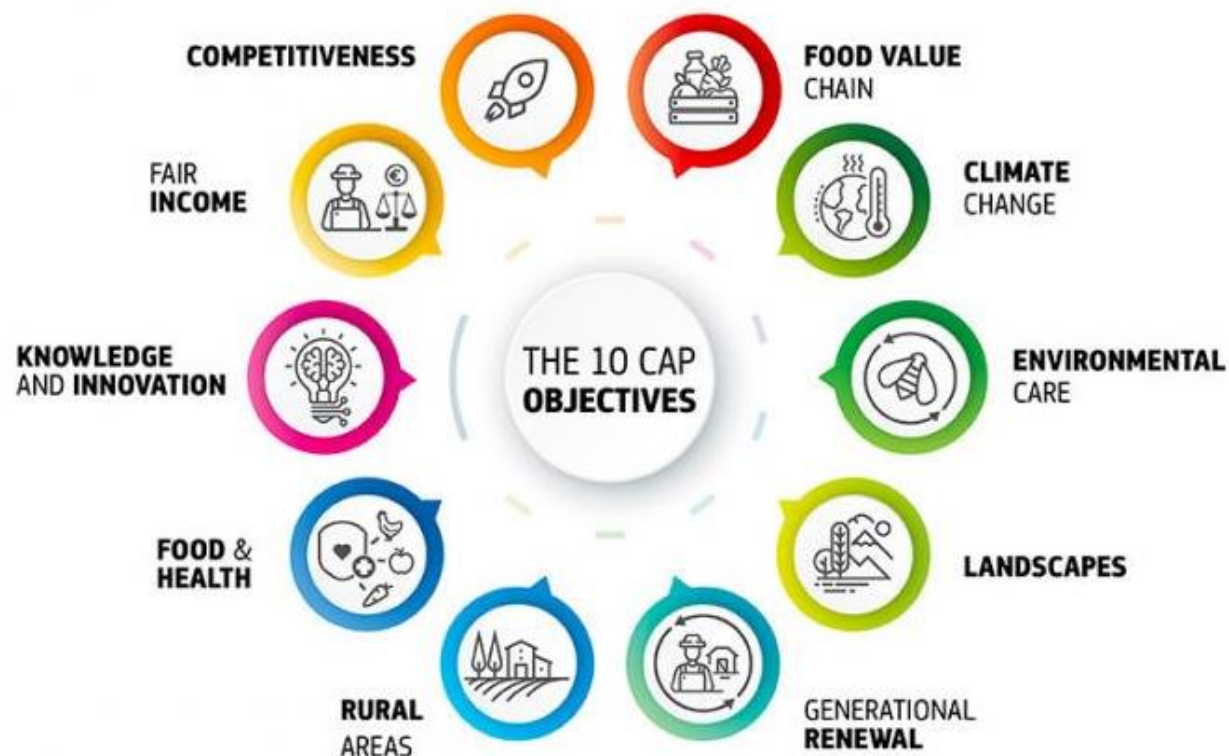 THE 10 CAP
OBJECTIVES
COMPETITIVENESS
FOOD VALUE
CHAIN
CLIMATE
CHANGE
ENVIRONMENTAL
CARE
LANDSCAPES
GENERATIONAL
RENEWAL
RURAL
AREAS
FOOD &
HEALTH
KNOWLEDGE
AND INNOVATION
FAIR
INCOME
€